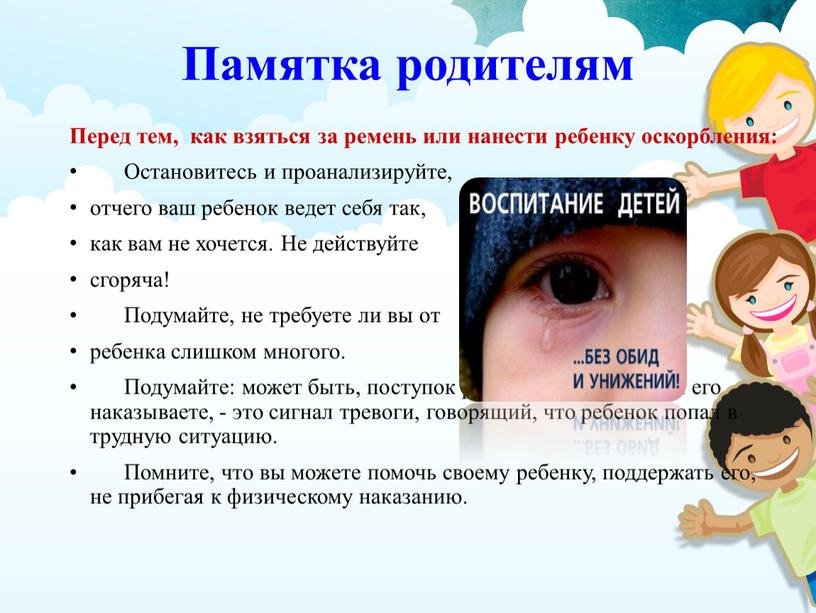 Памятка родителям
Перед тем, как взяться за ремень или нанести ребенку оскорбления:
• Остановитесь и проанализируйте,
• отчего ваш ребенок ведет себя так,
• как вам не хочется. Не действуйте
• сгоряча!
• Подумайте, не требуете ли вы от
• ребенка слишком многого.
• Подумайте: может быть, поступок его
наказываете, - это сигнал тревоги, говорящий, что ребенок попал в
трудную ситуацию.
• Помните, что вы можете помочь своему ребенку, поддержать его,
не прибегая к физическому наказанию.
ВОСПИТАНИЕ ДЕТЕЙ
...БЕЗ ОБИД
И УНИЖЕНИЙ!